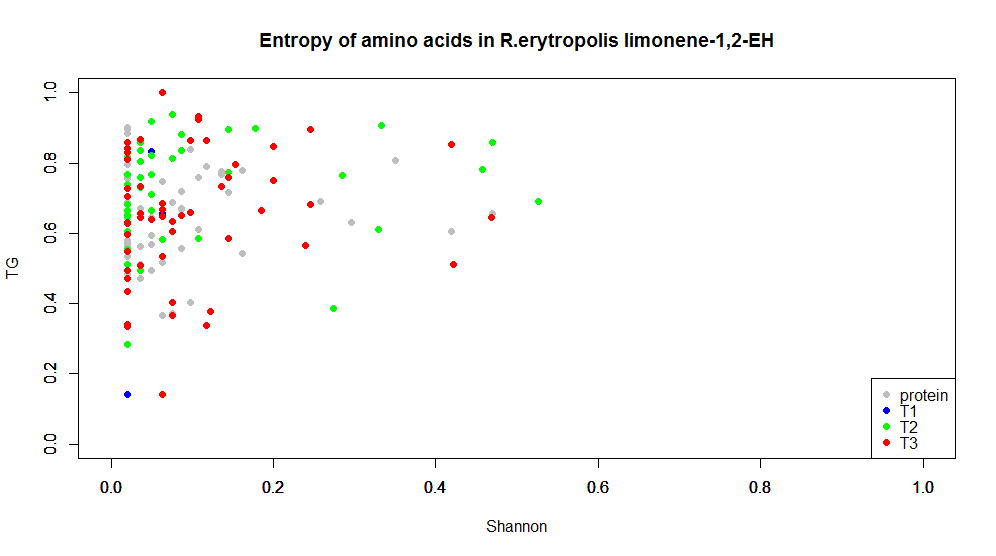 Entropy of amino acids in R.erytropolis limonene-1,2-EH
TG
1.0
0.8
0.6
0.4
0.2
0.0
protein
T1
T2
T3
0.0 0.2 0.4 0.6 0.8 1.0
Shannon